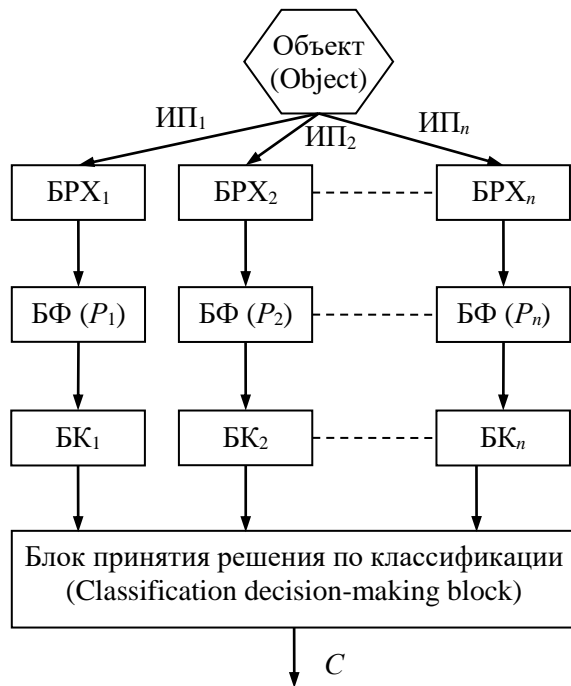 Объект
(Object)
ИП₁ ИП₂ ИПₙ
БРХ₁ БРХ₂ БРХₙ
БФ (P₁) БФ (P₂) БФ (Pₙ)
БК₁ БК₂ БКₙ
Блок принятия решения по классификации
(Classification decision-making block)
C